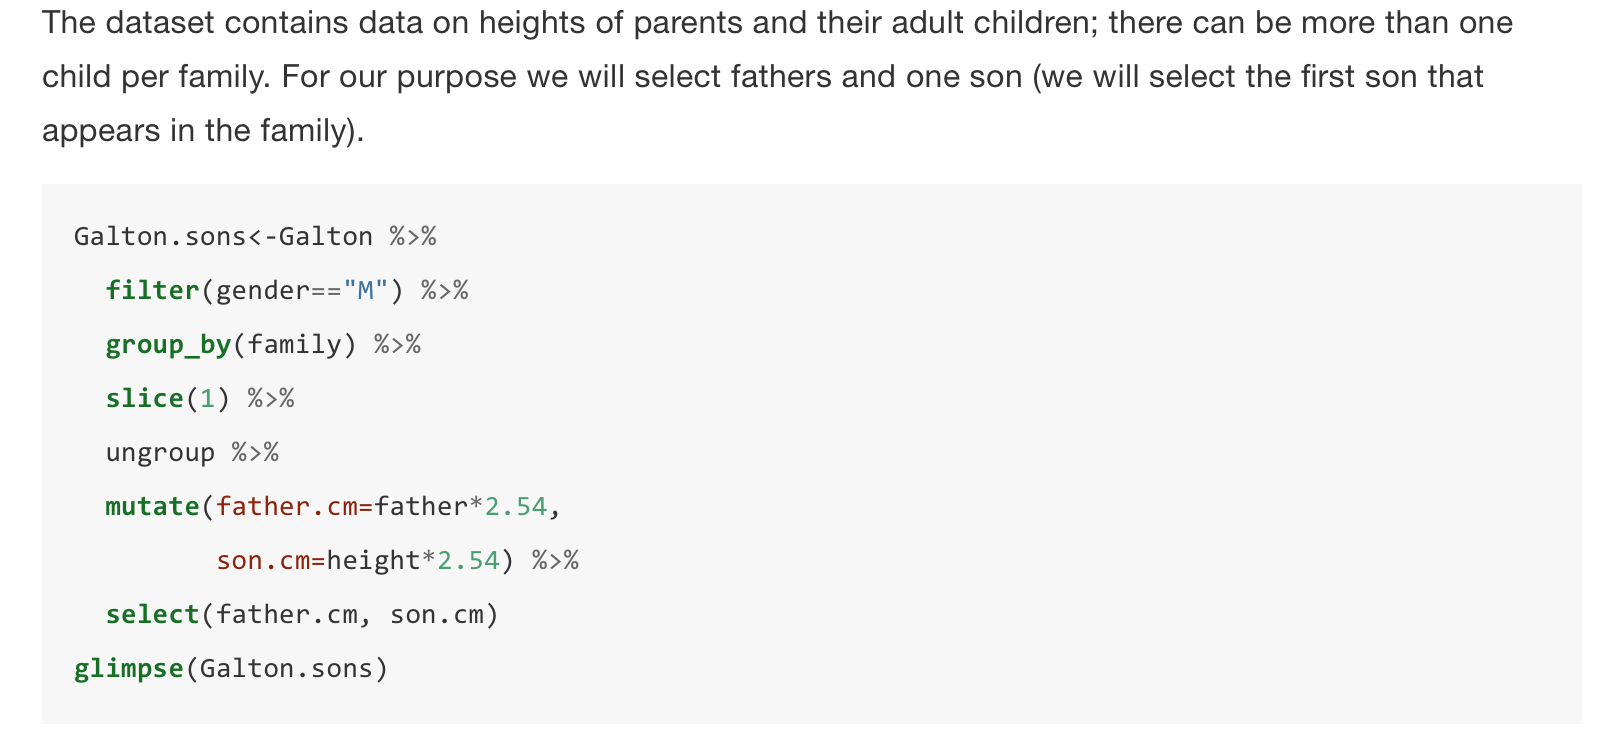 The dataset contains data on heights of parents and their adult children; there can be more than one
child per family. For our purpose we will select fathers and one son (we will select the first son that
appears in the family).
Galton.sons<-Galton %>%
  filter(gender=="M") %>%
  group_by(family) %>%
  slice(1) %>%
  ungroup %>%
  mutate(father.cm=father*2.54,
         son.cm=height*2.54) %>%
  select(father.cm, son.cm)
glimpse(Galton.sons)